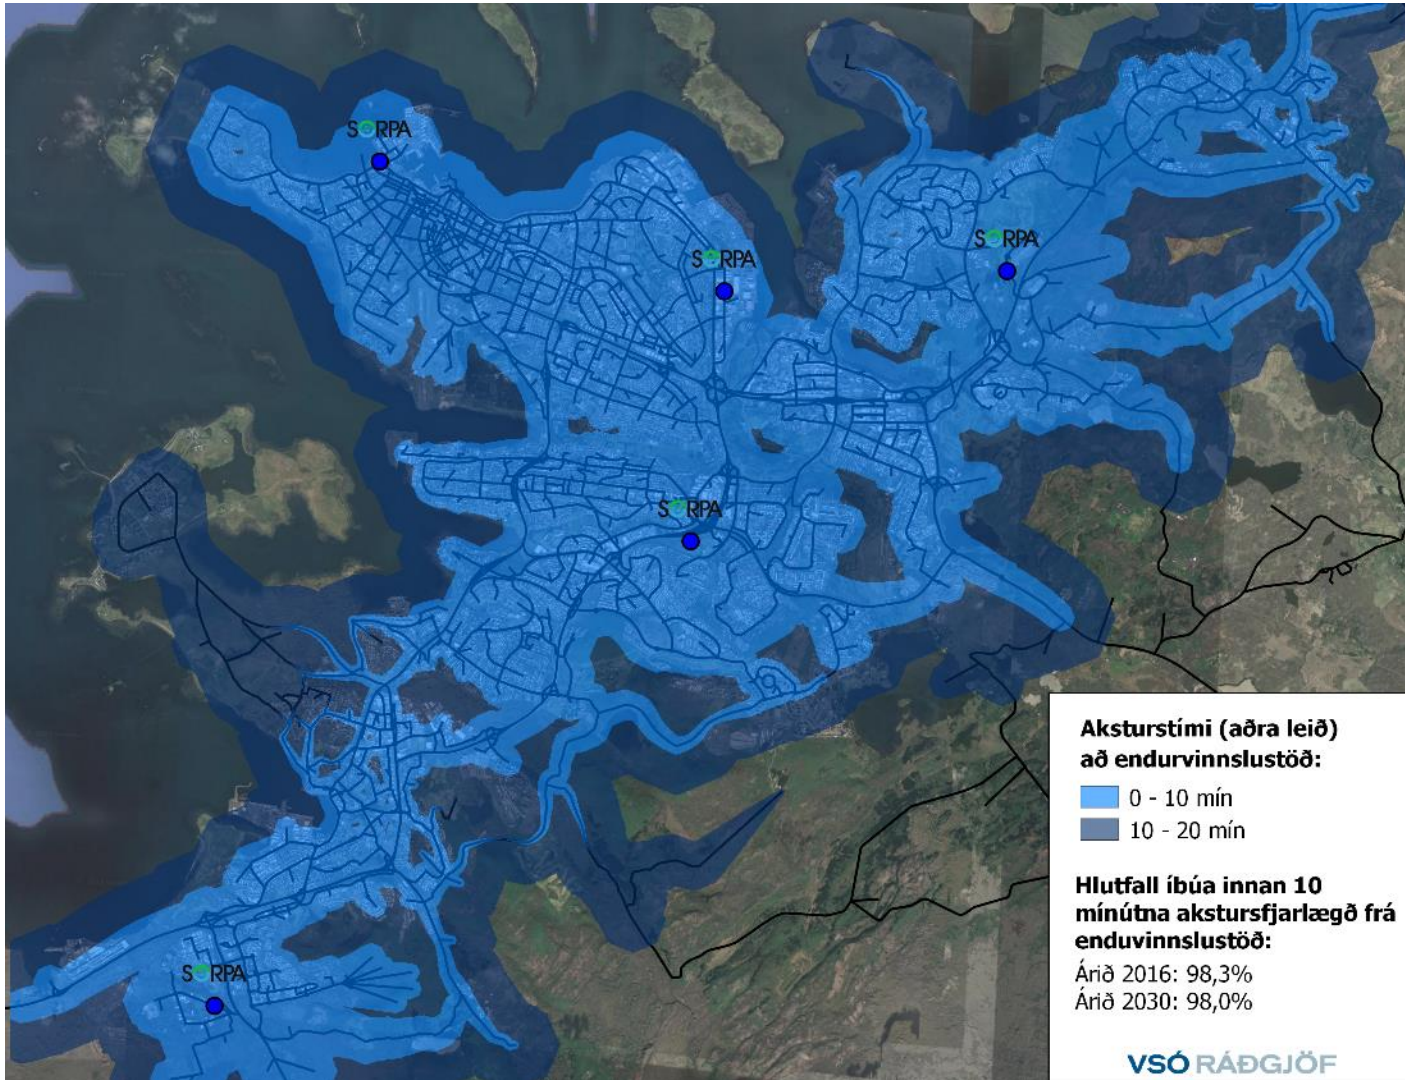 SORPA
SORPA
SORPA
SORPA
SORPA
Aksturstími (aðra leið)
að endurvinnslustöð:
0 - 10 mín
10 - 20 mín
Hlutfall íbúa innan 10
mínútna akstursfjarlægð frá
enduvinnslustöð:
Árið 2016: 98,3%
Árið 2030: 98,0%
VSÓ RÁÐGJÖF